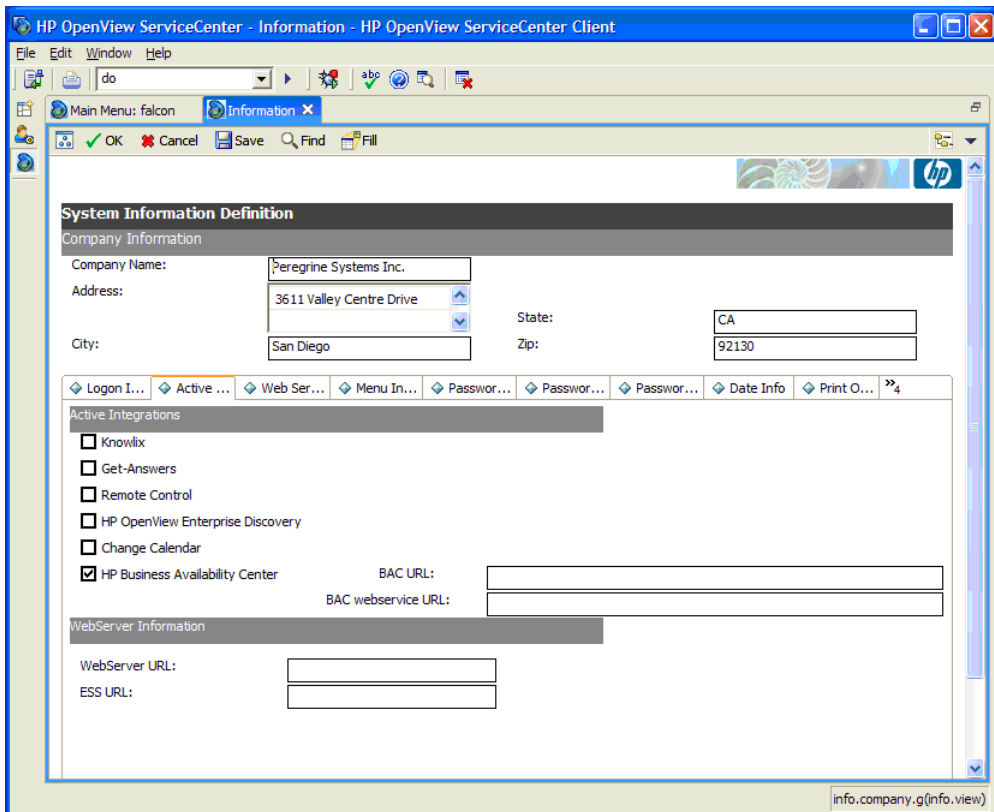 HP OpenView ServiceCenter - Information - HP OpenView ServiceCenter Client
File Edit Window Help
do
abc
Main Menu: falcon Information
OK Cancel Save Find Fill
hp
System Information Definition
Company Information
Company Name: Peregrine Systems Inc.
Address: 3611 Valley Centre Drive
State: CA
City: San Diego
Zip: 92130
Logon I... Active ... Web Ser... Menu In... Passwor... Passwor... Passwor... Date Info Print O... »4
Active Integrations
Knowlix
Get-Answers
Remote Control
HP OpenView Enterprise Discovery
Change Calendar
HP Business Availability Center BAC URL:
BAC webservice URL:
WebServer Information
WebServer URL:
ESS URL:
info.company.g(info.view)